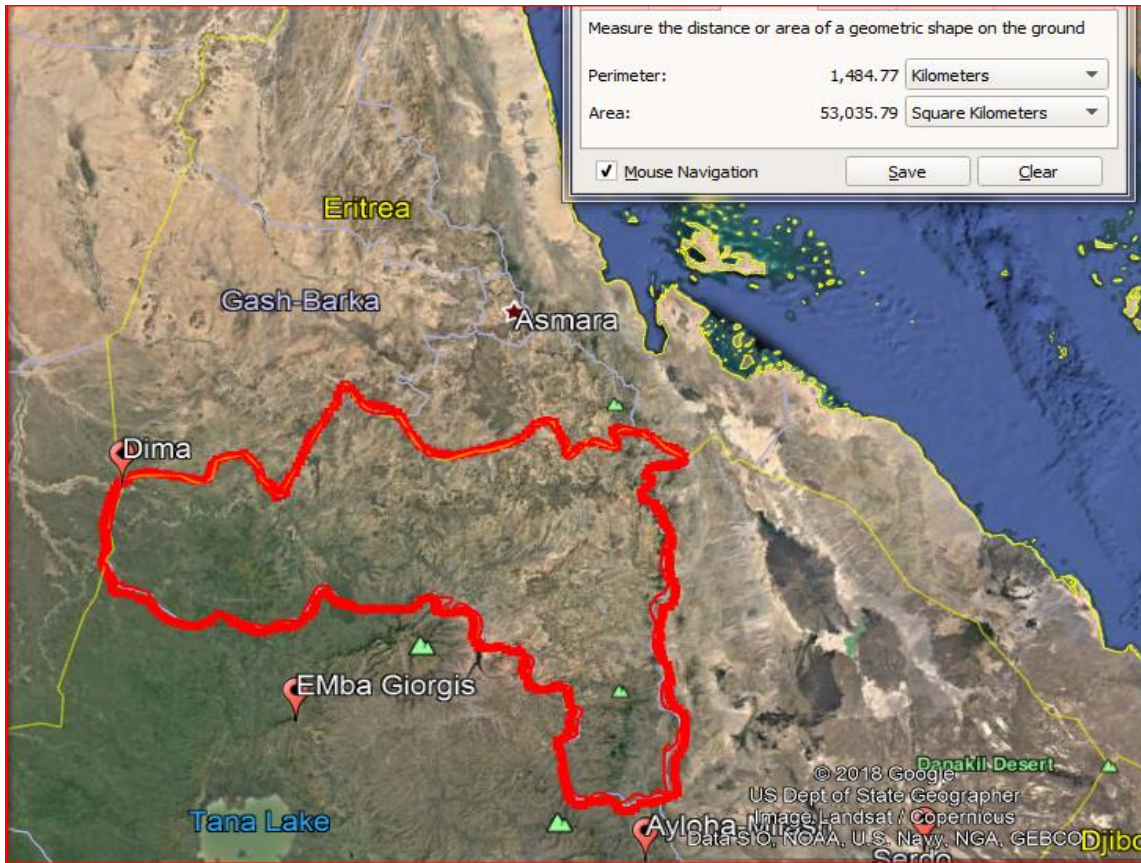 Measure the distance or area of a geometric shape on the ground
Perimeter: 1,484.77 Kilometers
Area: 53,035.79 Square Kilometers
Mouse Navigation Save Clear
Eritrea
Gash-Barka
Asmara
Dima
EMba Giorgis
Danakil Desert
© 2018 Google
US Dept of State Geographer
Image Landsat / Copernicus
Tana Lake
Data SIO, NOAA, U.S. Navy, NGA, GEBCO
Serdo